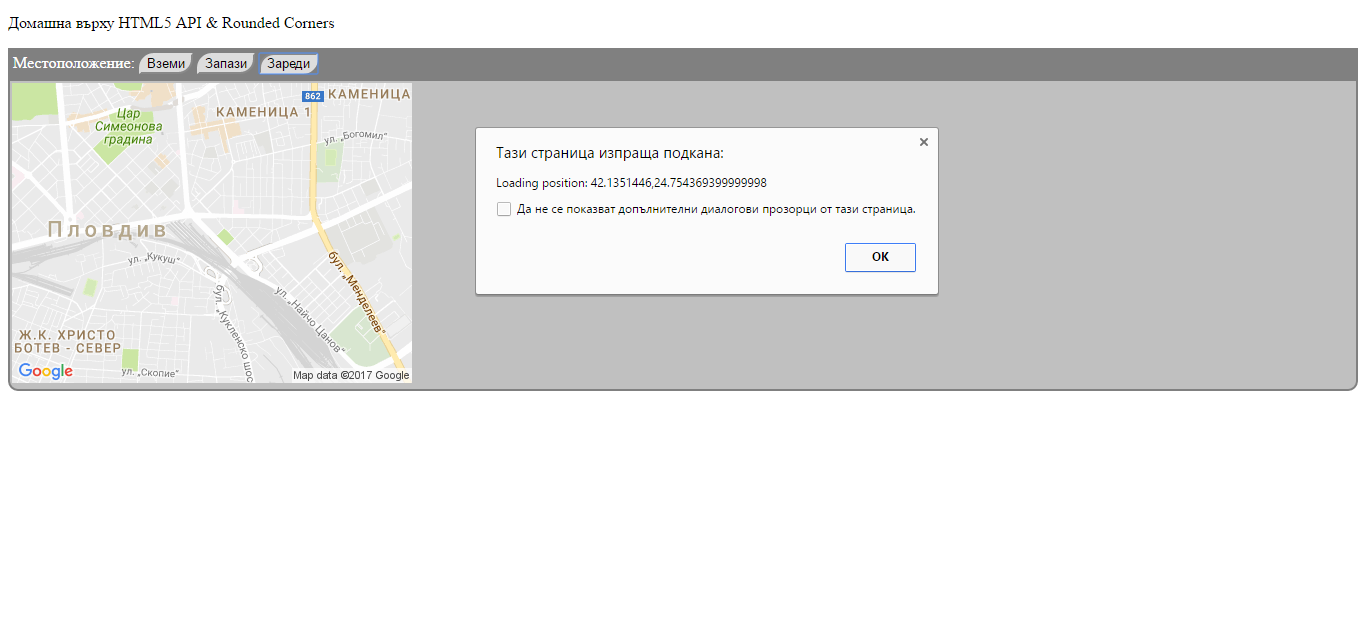 Домашна върху HTML5 API & Rounded Corners
Местоположение: Вземи Запази Зареди
862
КАМЕНИЦА
КАМЕНИЦА 1
Цар
Симеонова
градина
ул. „Богомил“
Пловдив
ул. „Кукуш“
бул. „Менделеев“
ул. „Найчо Цанов“
бул. „Кукленско шос
Ж.К. ХРИСТО
БОТЕВ - СЕВЕР
ул. „Скопие“
Google
Map data ©2017 Google
Тази страница изпраща подкана:
Loading position: 42.1351446,24.754369399999998
Да не се показват допълнителни диалогови прозорци от тази страница.
ОК